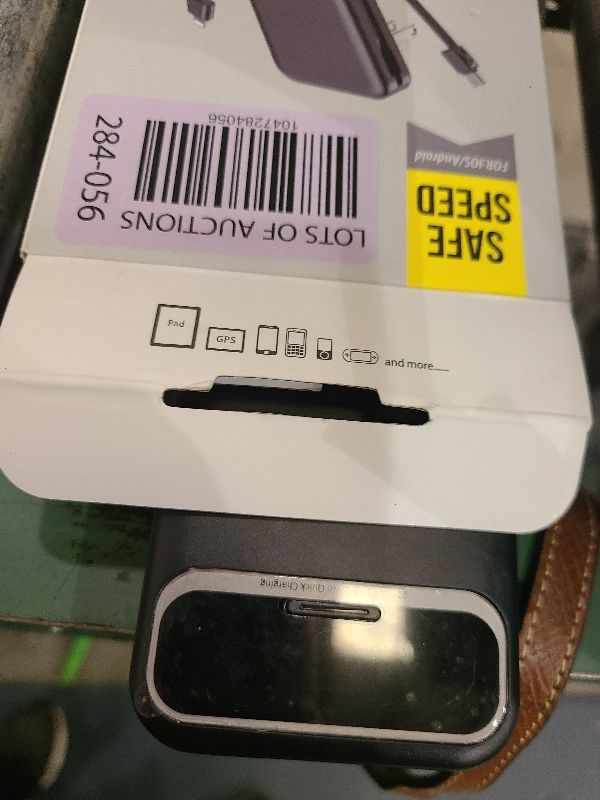 FOR:IOS/Android
SAFE
SPEED
LOTS OF AUCTIONS
1047284056
284-056
Pad
GPS
and more......
Quick Charging